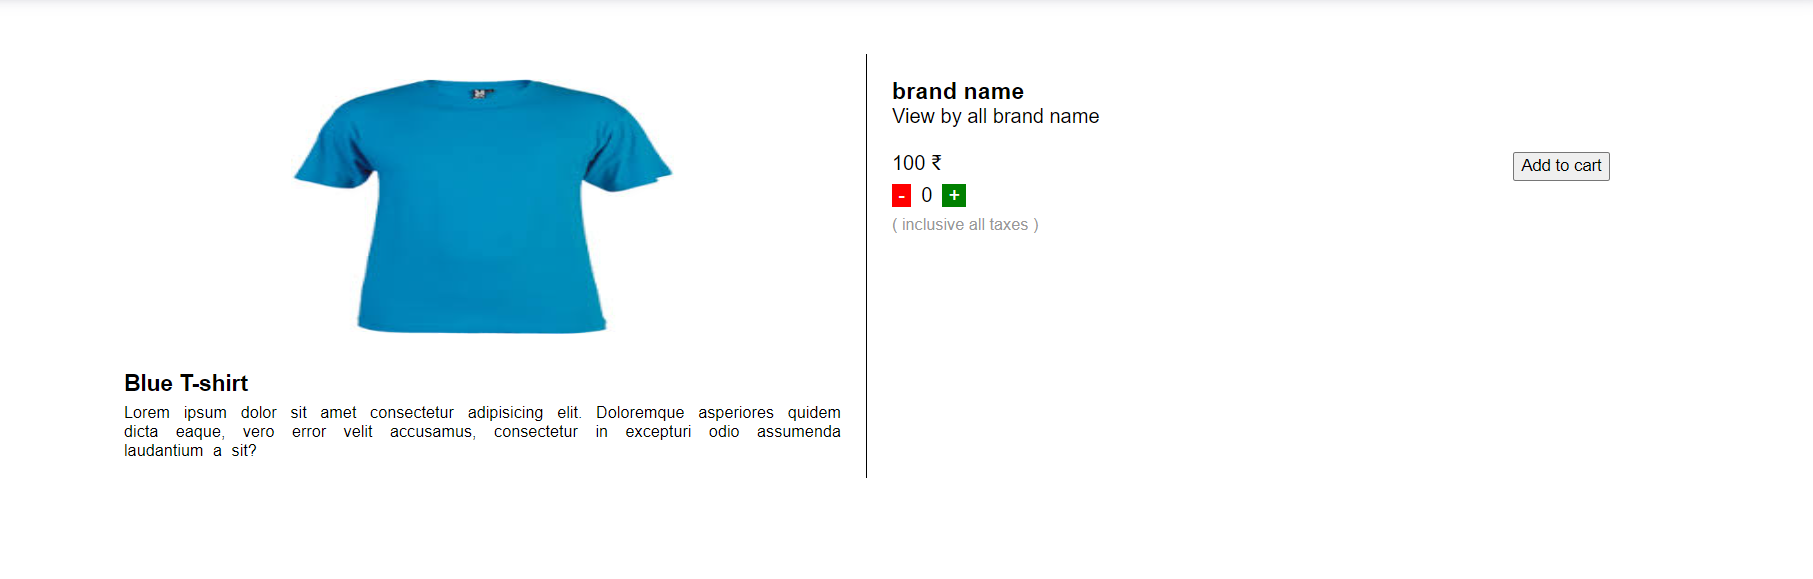 Blue T-shirt
Lorem ipsum dolor sit amet consectetur adipisicing elit. Doloremque asperiores quidem
dicta eaque, vero error velit accusamus, consectetur in excepturi odio assumenda
laudantium a sit?
brand name
View by all brand name
100 ₹
Add to cart
- 0 +
( inclusive all taxes )